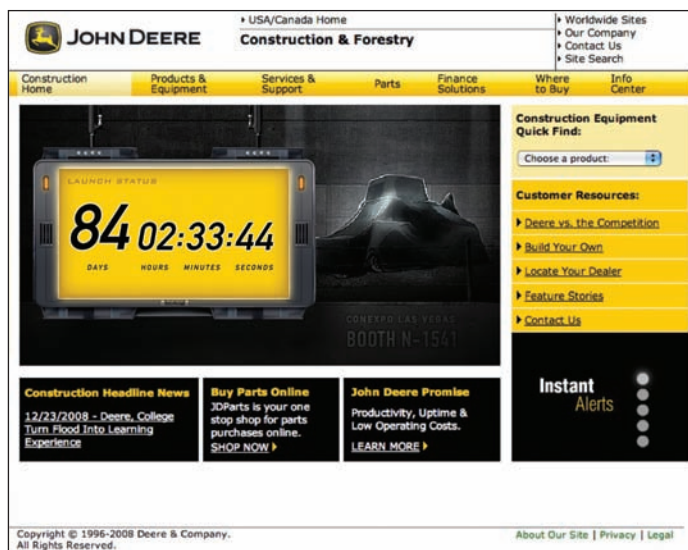 JOHN DEERE
USA/Canada Home
Construction & Forestry
Worldwide Sites
Our Company
Contact Us
Site Search
Construction Home
Products & Equipment
Services & Support
Parts
Finance Solutions
Where to Buy
Info Center
LAUNCH STATUS
84 02:33:44
DAYS HOURS MINUTES SECONDS
CONEXPO LAS VEGAS
BOOTH N-1541
Construction Equipment
Quick Find:
Choose a product:
Customer Resources:
Deere vs. the Competition
Build Your Own
Locate Your Dealer
Feature Stories
Contact Us
Instant
Alerts
Construction Headline News
12/23/2008 - Deere, College
Turn Flood Into Learning
Experience
Buy Parts Online
JDParts is your one
stop shop for parts
purchases online.
SHOP NOW
John Deere Promise
Productivity, Uptime &
Low Operating Costs.
LEARN MORE
Copyright © 1996-2008 Deere & Company.
All Rights Reserved.
About Our Site | Privacy | Legal